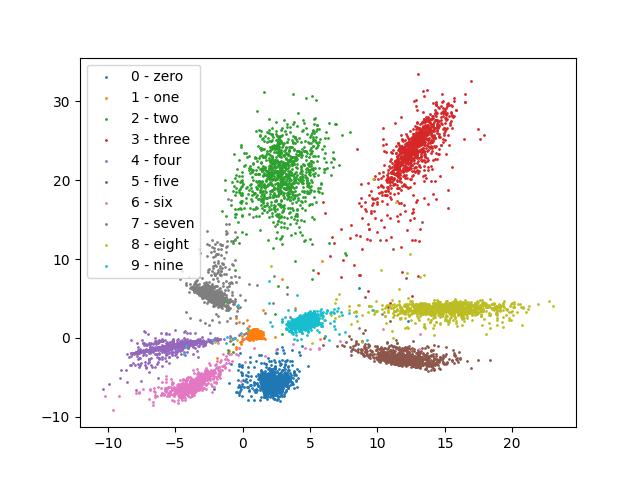 0 - zero
1 - one
2 - two
3 - three
4 - four
5 - five
6 - six
7 - seven
8 - eight
9 - nine
30
20
10
0
−10
−10 −5 0 5 10 15 20